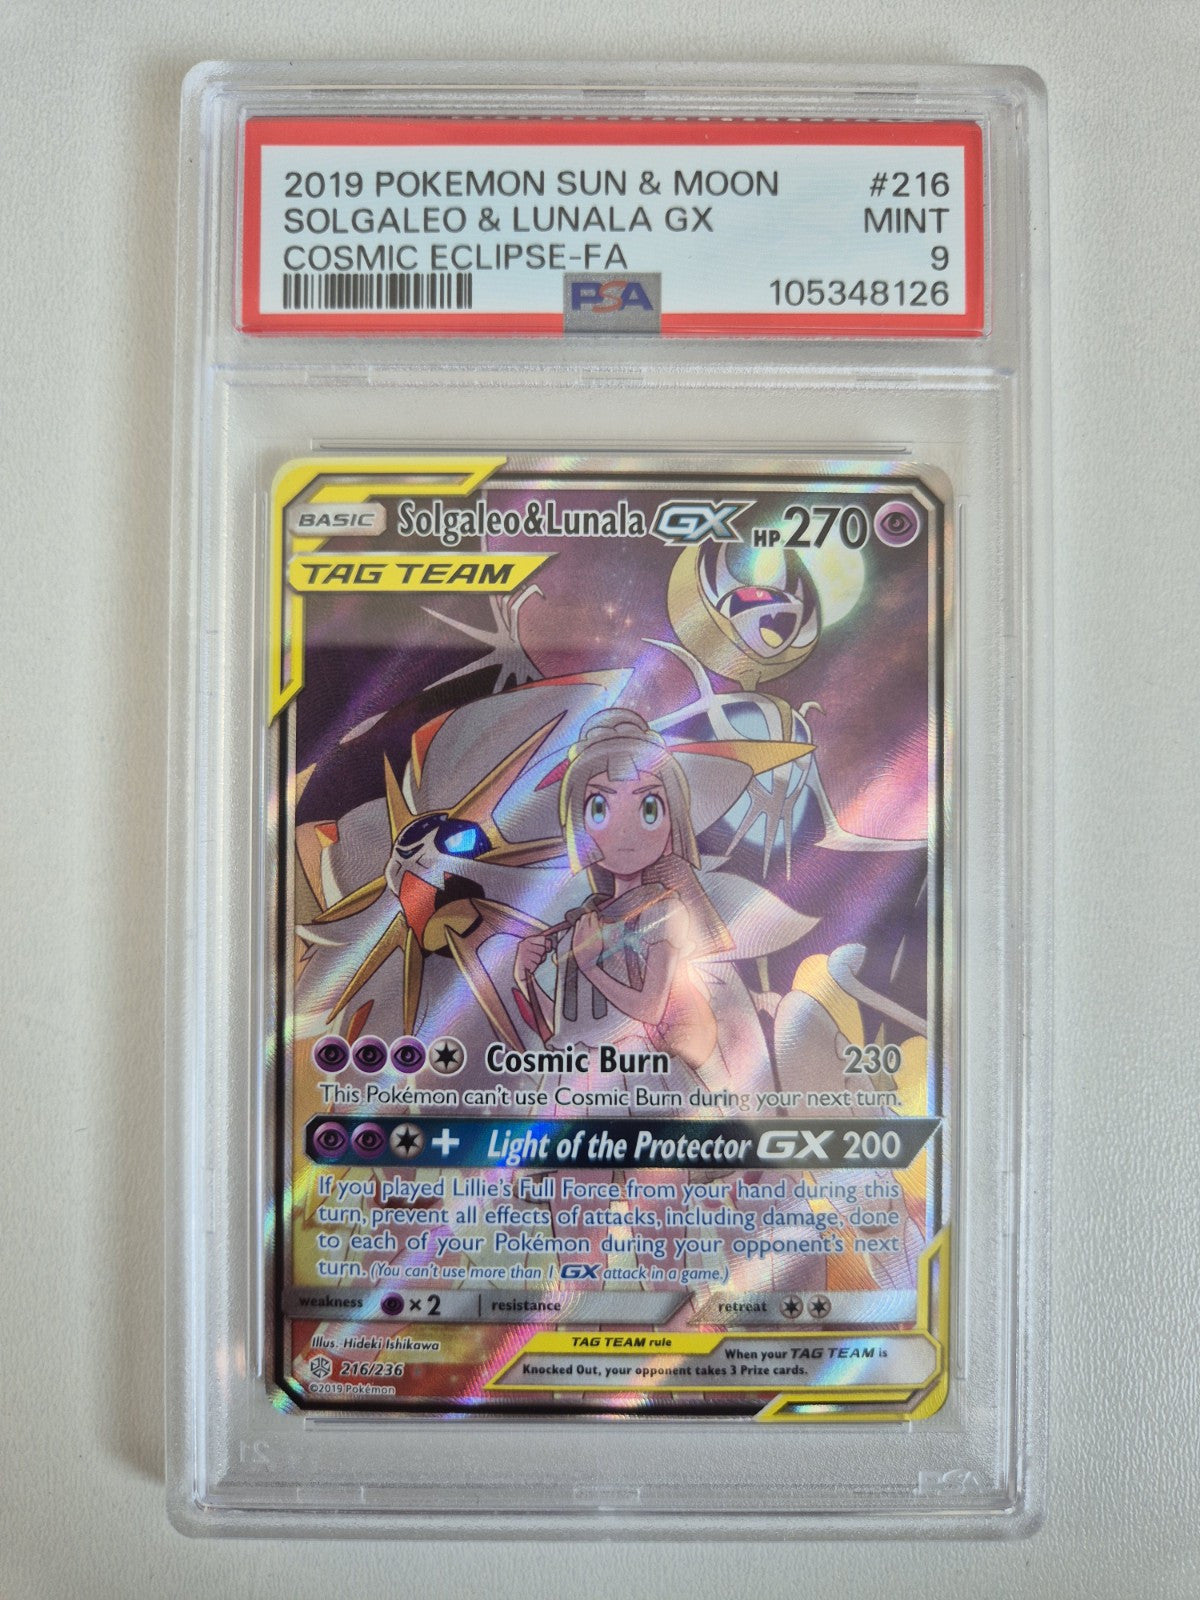 2019 POKEMON SUN & MOON #216
SOLGALEO & LUNALA GX MINT
COSMIC ECLIPSE-FA 9
PSA 105348126
BASIC Solgaleo&Lunala GX HP 270
TAG TEAM
Cosmic Burn 230
This Pokémon can't use Cosmic Burn during your next turn.
+ Light of the Protector GX 200
If you played Lillie's Full Force from your hand during this
turn, prevent all effects of attacks, including damage, done
to each of your Pokémon during your opponent's next
turn. (You can't use more than 1 GX attack in a game.)
weakness ×2 resistance retreat
Illus. Hideki Ishikawa
TAG TEAM rule When your TAG TEAM is
216/236 Knocked Out, your opponent takes 3 Prize cards.
©2019 Pokémon
PSA